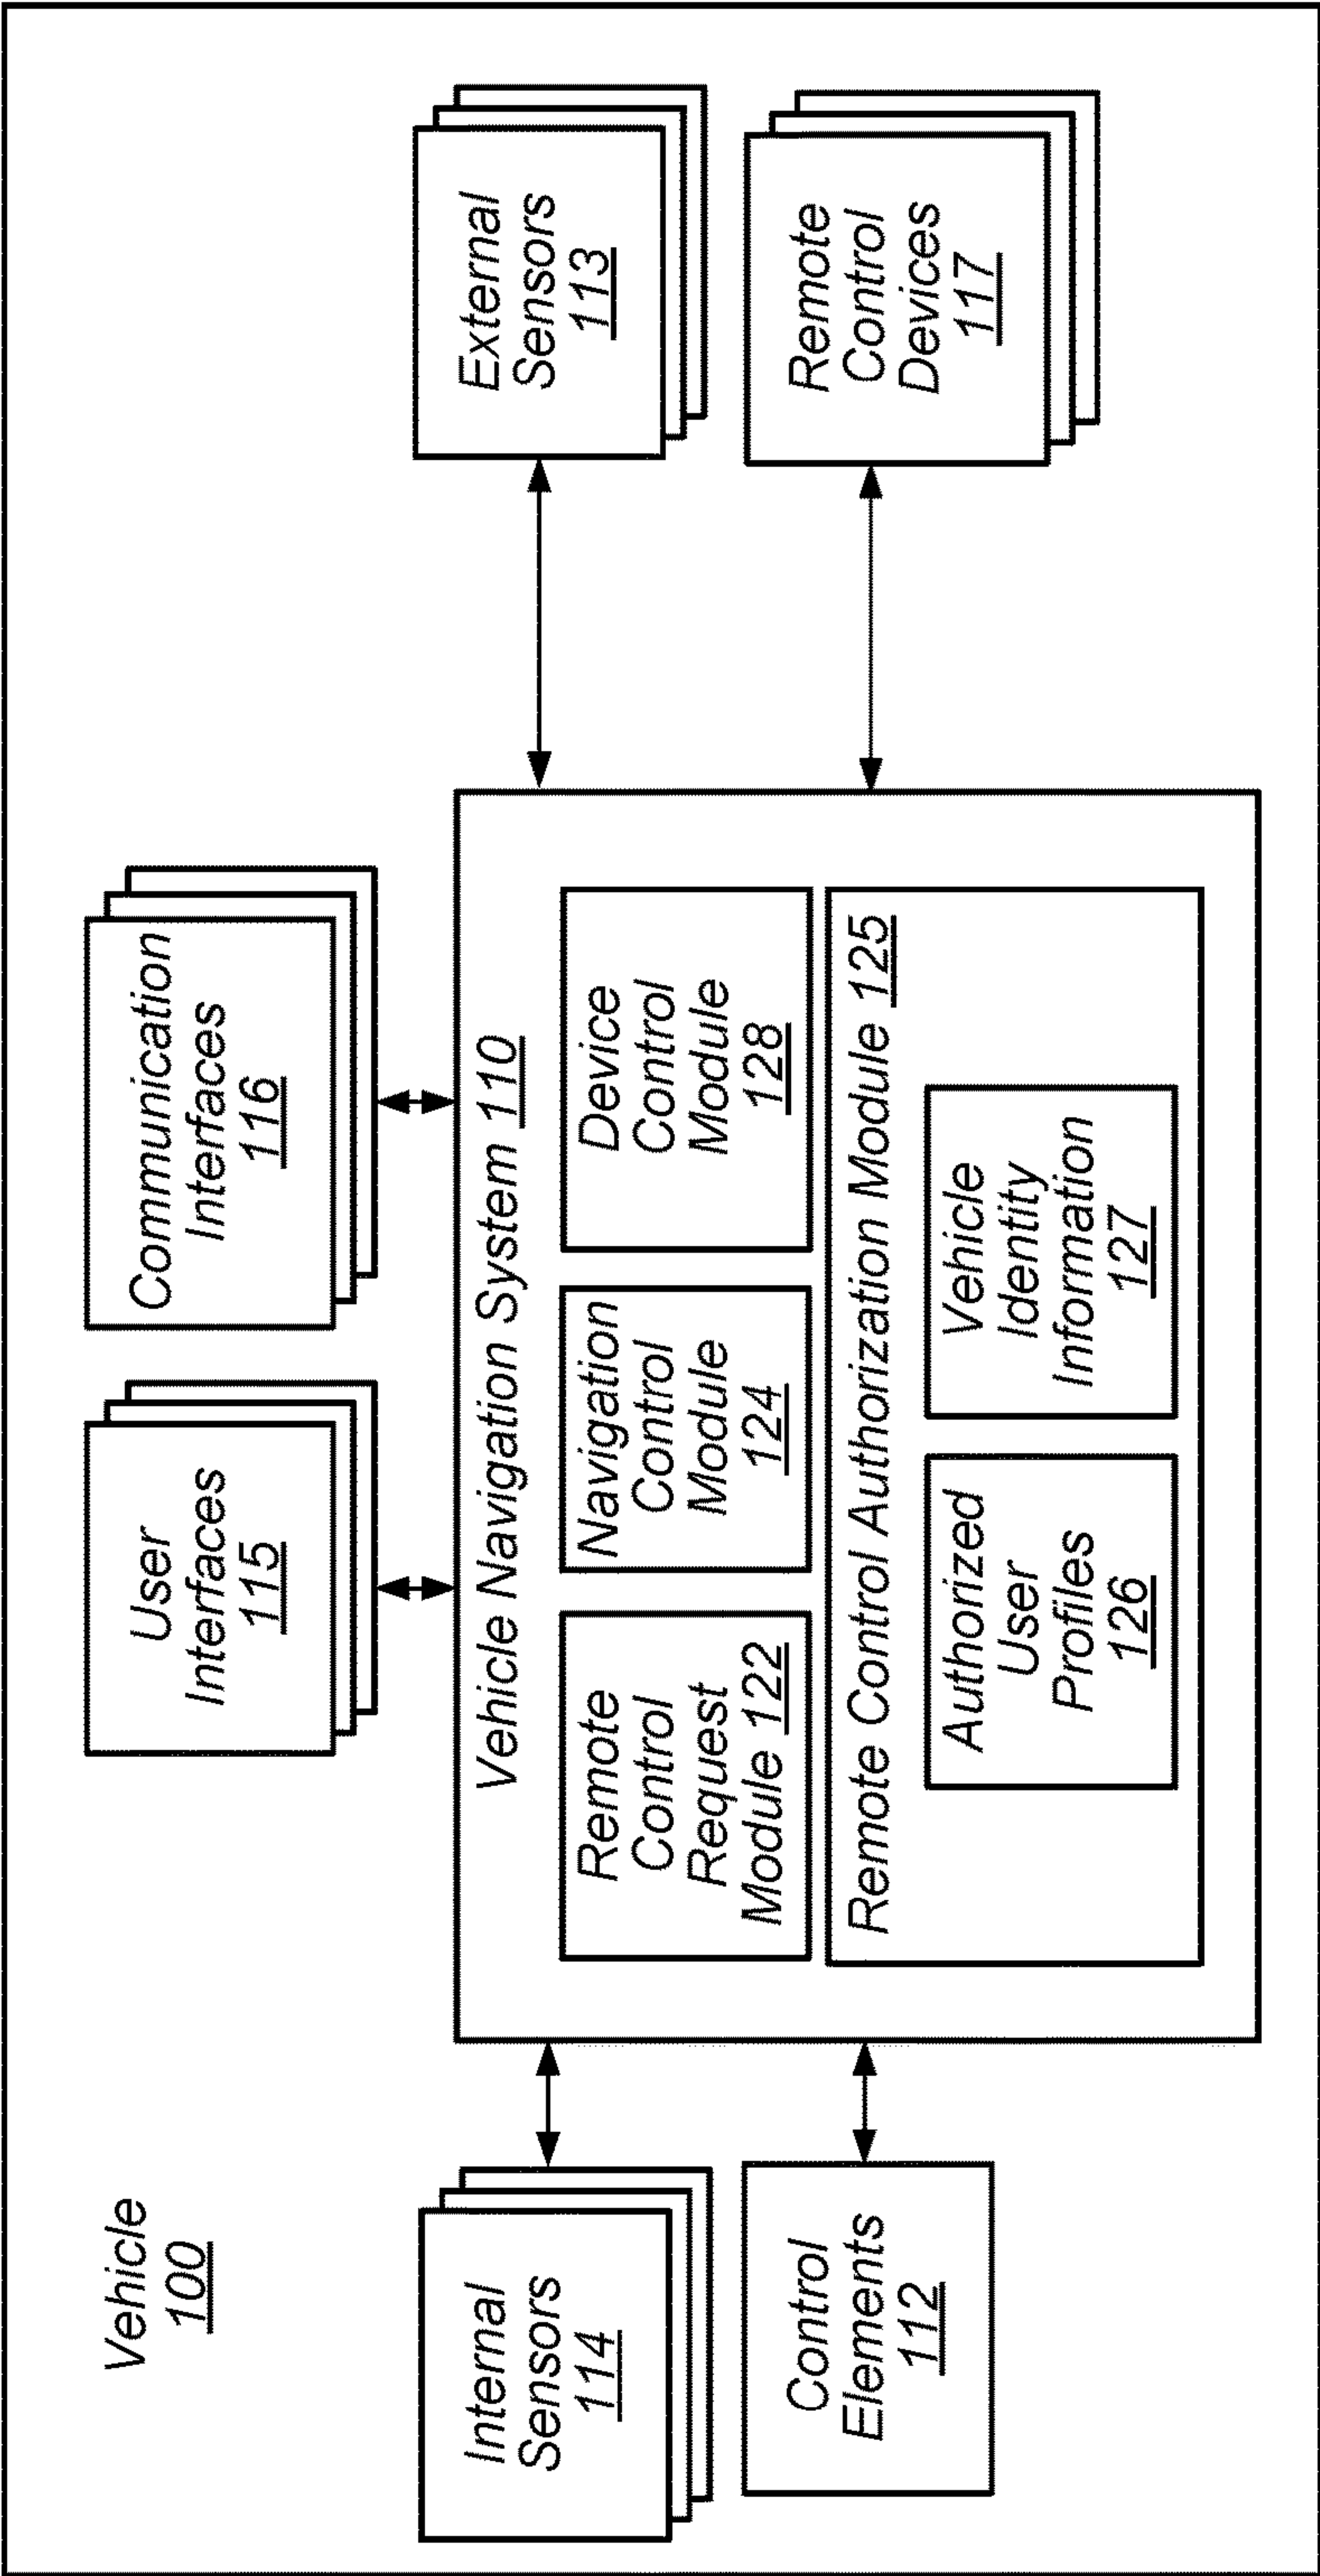 Vehicle
100
User
Interfaces
115
Communication
Interfaces
116
Internal
Sensors
114
Control
Elements
112
Vehicle Navigation System 110
Remote
Control
Request
Module 122
Navigation
Control
Module
124
Device
Control
Module
128
Remote Control Authorization Module 125
Authorized
User
Profiles
126
Vehicle
Identity
Information
127
External
Sensors
113
Remote
Control
Devices
117